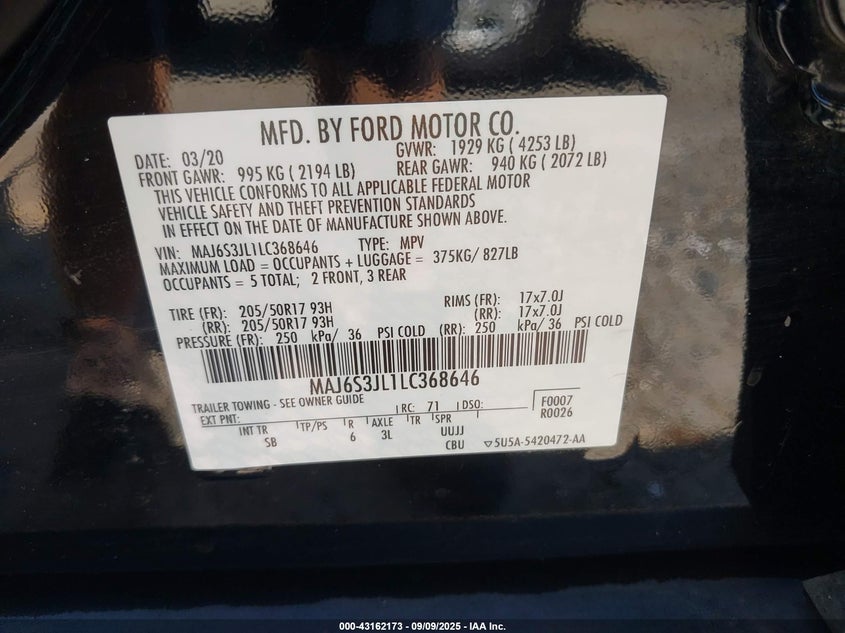 MFD. BY FORD MOTOR CO.
DATE: 03/20 GVWR: 1929 KG ( 4253 LB)
FRONT GAWR: 995 KG ( 2194 LB) REAR GAWR: 940 KG ( 2072 LB)
THIS VEHICLE CONFORMS TO ALL APPLICABLE FEDERAL MOTOR
VEHICLE SAFETY AND THEFT PREVENTION STANDARDS
IN EFFECT ON THE DATE OF MANUFACTURE SHOWN ABOVE.
VIN: MAJ6S3JL1LC368646 TYPE: MPV
MAXIMUM LOAD = OCCUPANTS + LUGGAGE = 375KG/ 827LB
OCCUPANTS = 5 TOTAL; 2 FRONT, 3 REAR
TIRE (FR): 205/50R17 93H RIMS (FR): 17x7.0J
(RR): 205/50R17 93H (RR): 17x7.0J
PRESSURE (FR): 250 kPa/ 36 PSI COLD (RR): 250 kPa/ 36 PSI COLD
MAJ6S3JL1LC368646
TRAILER TOWING - SEE OWNER GUIDE
EXT PNT: RC: 71 DSO: F0007
R0026
INT TR TP/PS R AXLE TR SPR UUJJ
SB 6 3L CBU 5U5A-5420472-AA
000-43162173 - 09/09/2025 - IAA Inc.